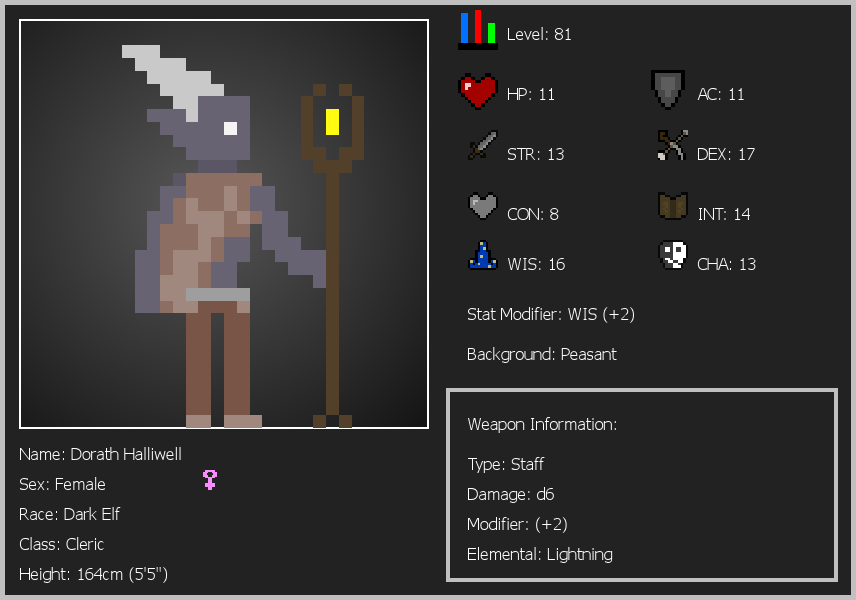 Level: 81
HP: 11
AC: 11
STR: 13
DEX: 17
CON: 8
INT: 14
WIS: 16
CHA: 13
Stat Modifier: WIS (+2)
Background: Peasant
Weapon Information:
Type: Staff
Damage: d6
Modifier: (+2)
Elemental: Lightning
Name: Dorath Halliwell
Sex: Female
Race: Dark Elf
Class: Cleric
Height: 164cm (5'5")